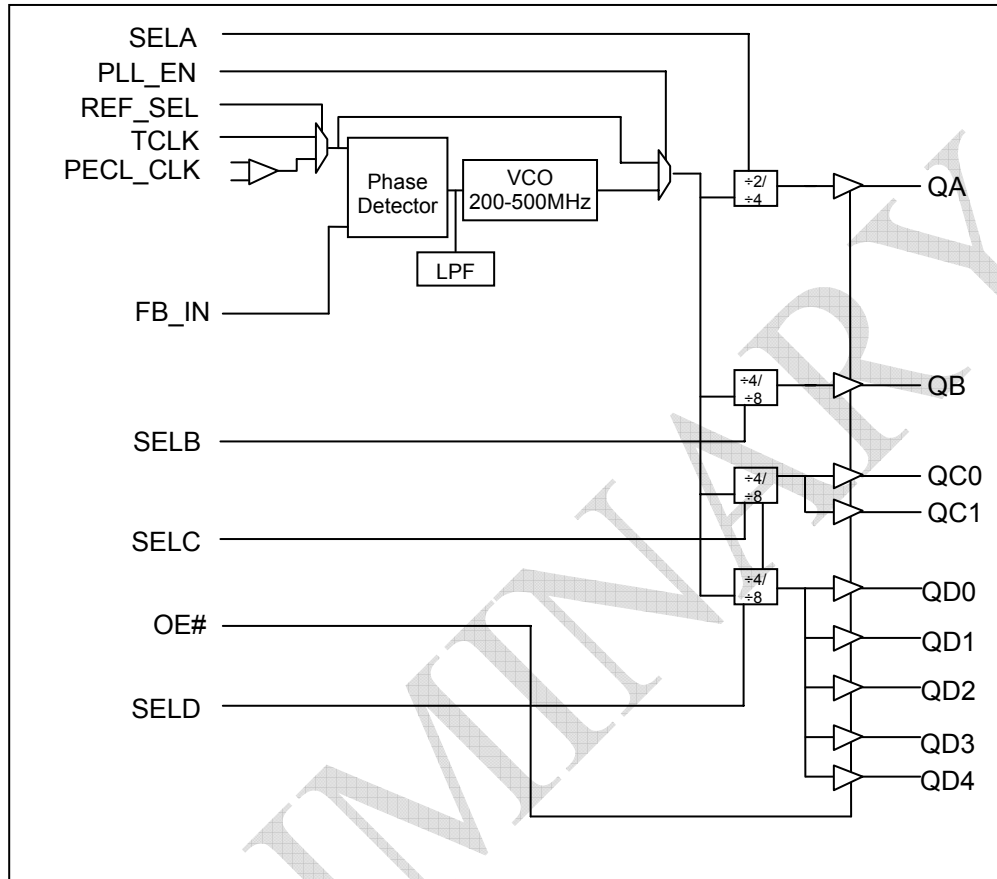 SELA
PLL_EN
REF_SEL
TCLK
PECL_CLK
Phase
Detector
VCO
200-500MHz
LPF
FB_IN
÷2/
÷4
QA
÷4/
÷8
QB
SELB
÷4/
÷8
QC0
QC1
SELC
÷4/
÷8
QD0
OE#
QD1
QD2
SELD
QD3
QD4
IMINARY